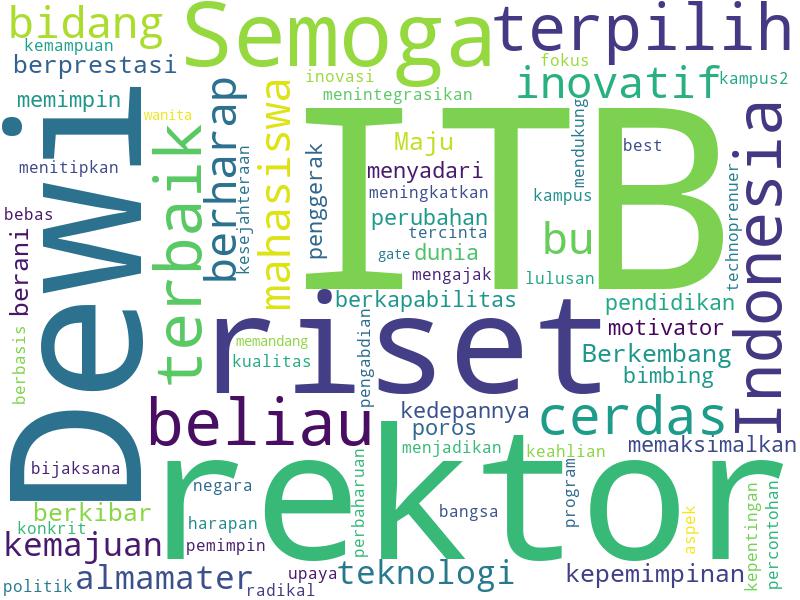 bidang
Semoga
terpilih
kemampuan
berprestasi
inovasi
fokus
memimpin
menintegrasikan
inovatif
kampus2
wanita
Dewi
terbaik
berharap
mahasiswa
ITB
Indonesia
menitipkan
kesejahteraan
penggerak
Maju
menyadari
mendukung
best
meningkatkan
kampus
bebas
perubahan
tercinta
bu
technoprenuer
berani
gate
dunia
mengajak
lulusan
berkapabilitas
pendidikan
riset
motivator
berbasis
memandang
kualitas
pengabdian
Berkembang
bimbing
beliau
kedepannya
poros
cerdas
menjadikan
keahlian
memaksimalkan
bijaksana
rektor
negara
perbaharuan
program
berkibar
bangsa
konkrit
harapan
aspek
kepentingan
percontohan
kemajuan
pemimpin
politik
almamater
radikal
upaya
teknologi
kepemimpinan